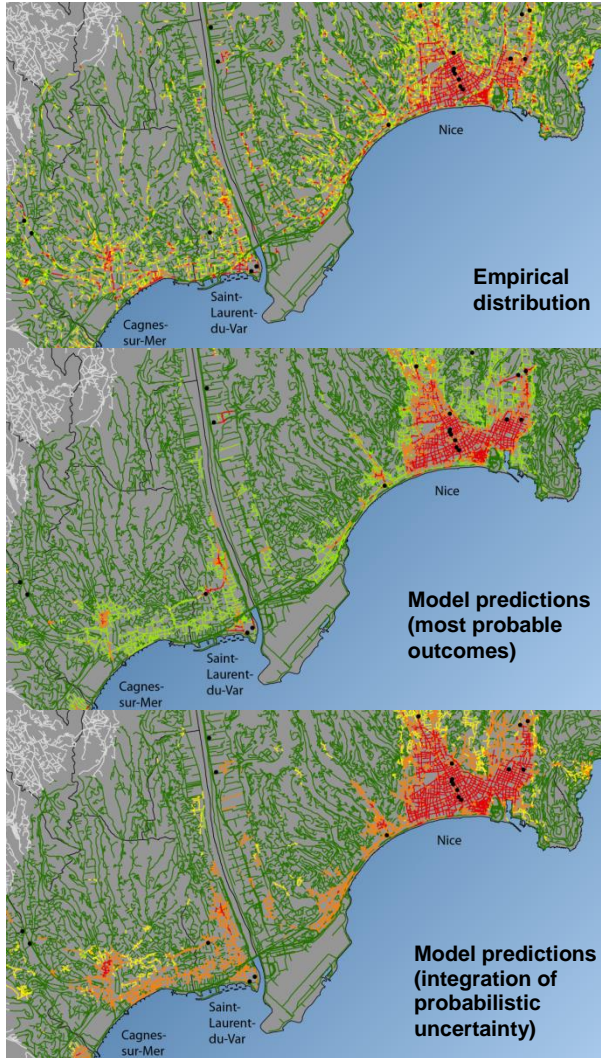 Nice
Empirical
distribution
Saint-
Laurent-
du-Var
Cagnes-
sur-Mer
Nice
Model predictions
(most probable
outcomes)
Saint-
Laurent-
du-Var
Cagnes-
sur-Mer
Nice
Model predictions
(integration of
probabilistic
uncertainty)
Saint-
Laurent-
du-Var
Cagnes-
sur-Mer